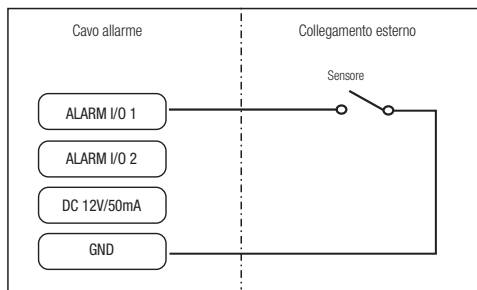 Cavo allarme
Collegamento esterno
Sensore
ALARM I/O 1
ALARM I/O 2
DC 12V/50mA
GND